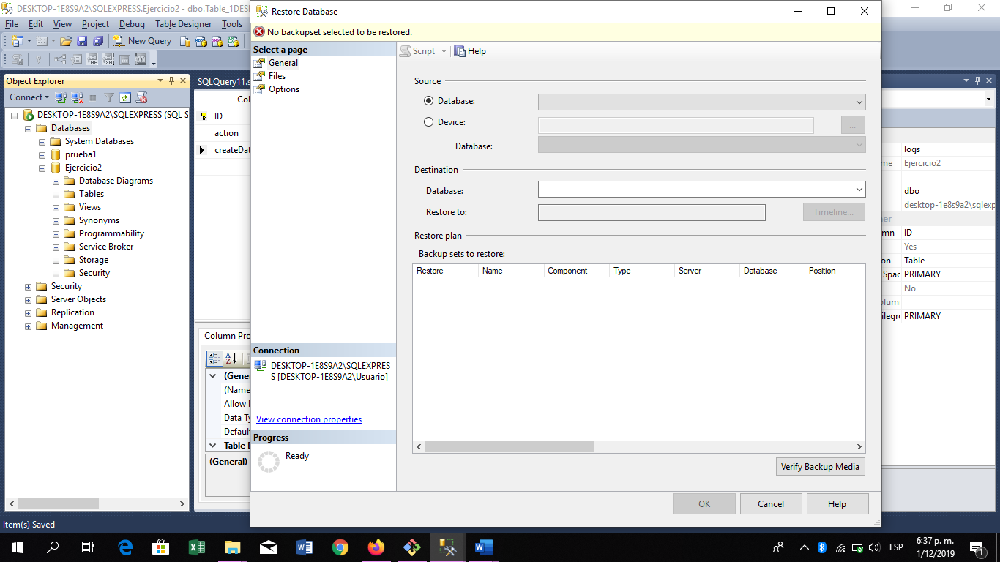 DESKTOP-1E8S9A2\SQLEXPRESS.Ejercicio2 - dbo.Table_1DES
File Edit View Project Debug Table Designer Tools
New Query
Object Explorer
Connect
DESKTOP-1E8S9A2\SQLEXPRESS (SQL S
Databases
System Databases
prueba1
Ejercicio2
Database Diagrams
Tables
Views
Synonyms
Programmability
Service Broker
Storage
Security
Security
Server Objects
Replication
Management
SQLQuery11.s
Col
ID
action
createDat
Column Pro
(Gene
(Name
Allow N
Data Ty
Defaul
Table D
(General)
Restore Database -
No backupset selected to be restored.
Select a page
General
Files
Options
Connection
DESKTOP-1E8S9A2\SQLEXPRES
S [DESKTOP-1E8S9A2\Usuario]
View connection properties
Progress
Ready
Script Help
Source
Database:
Device:
...
Database:
Destination
Database:
Restore to:
Timeline...
Restore plan
Backup sets to restore:
Restore Name Component Type Server Database Position
Verify Backup Media
OK Cancel Help
logs
me Ejercicio2
dbo
desktop-1e8s9a2\sqlexp
ner
mn ID
Yes
on Table
Spac PRIMARY
No
olumn
ilegro PRIMARY
Item(s) Saved
ESP
6:37 p. m.
1/12/2019
1